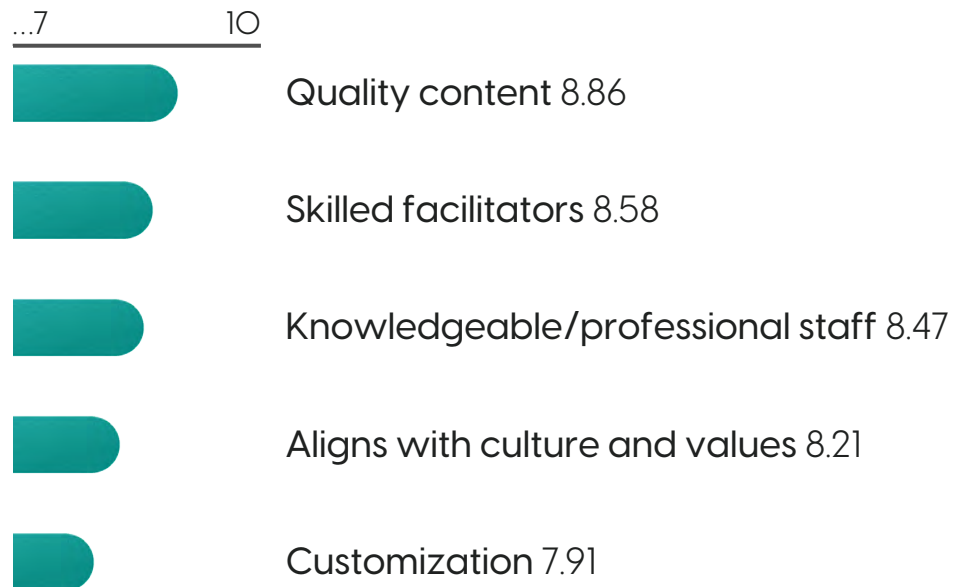 ...7 10
Quality content 8.86
Skilled facilitators 8.58
Knowledgeable/professional staff 8.47
Aligns with culture and values 8.21
Customization 7.91